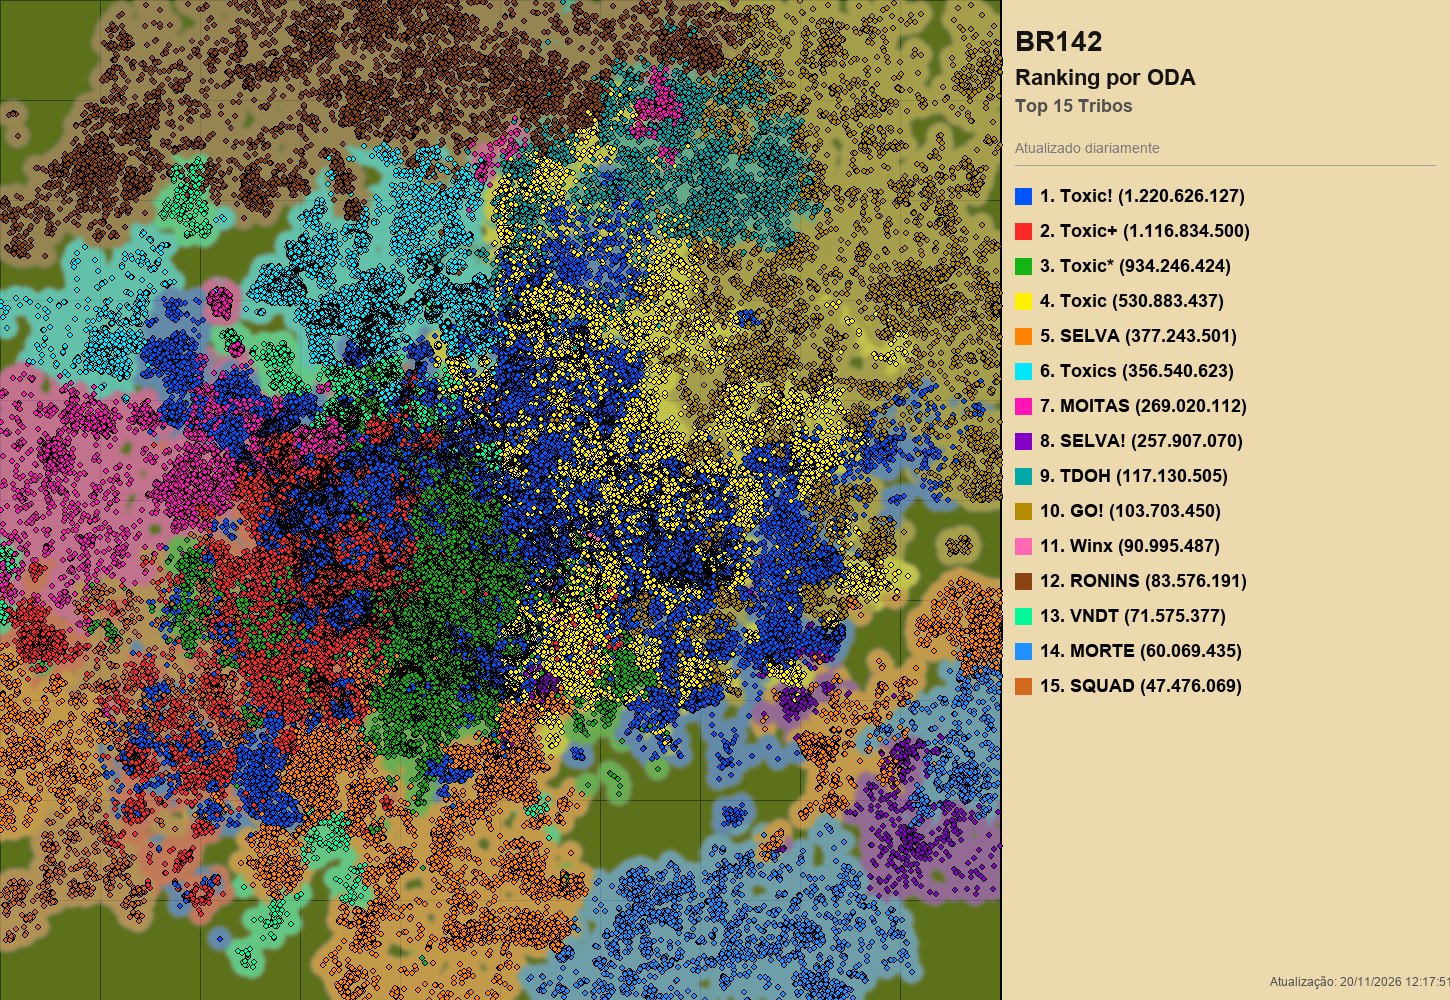 BR142
Ranking por ODA
Top 15 Tribos
Atualizado diariamente
1. Toxic! (1.220.626.127)
2. Toxic+ (1.116.834.500)
3. Toxic* (934.246.424)
4. Toxic (530.883.437)
5. SELVA (377.243.501)
6. Toxics (356.540.623)
7. MOITAS (269.020.112)
8. SELVA! (257.907.070)
9. TDOH (117.130.505)
10. GO! (103.703.450)
11. Winx (90.995.487)
12. RONINS (83.576.191)
13. VNDT (71.575.377)
14. MORTE (60.069.435)
15. SQUAD (47.476.069)
Atualização: 20/11/2026 12:17:51